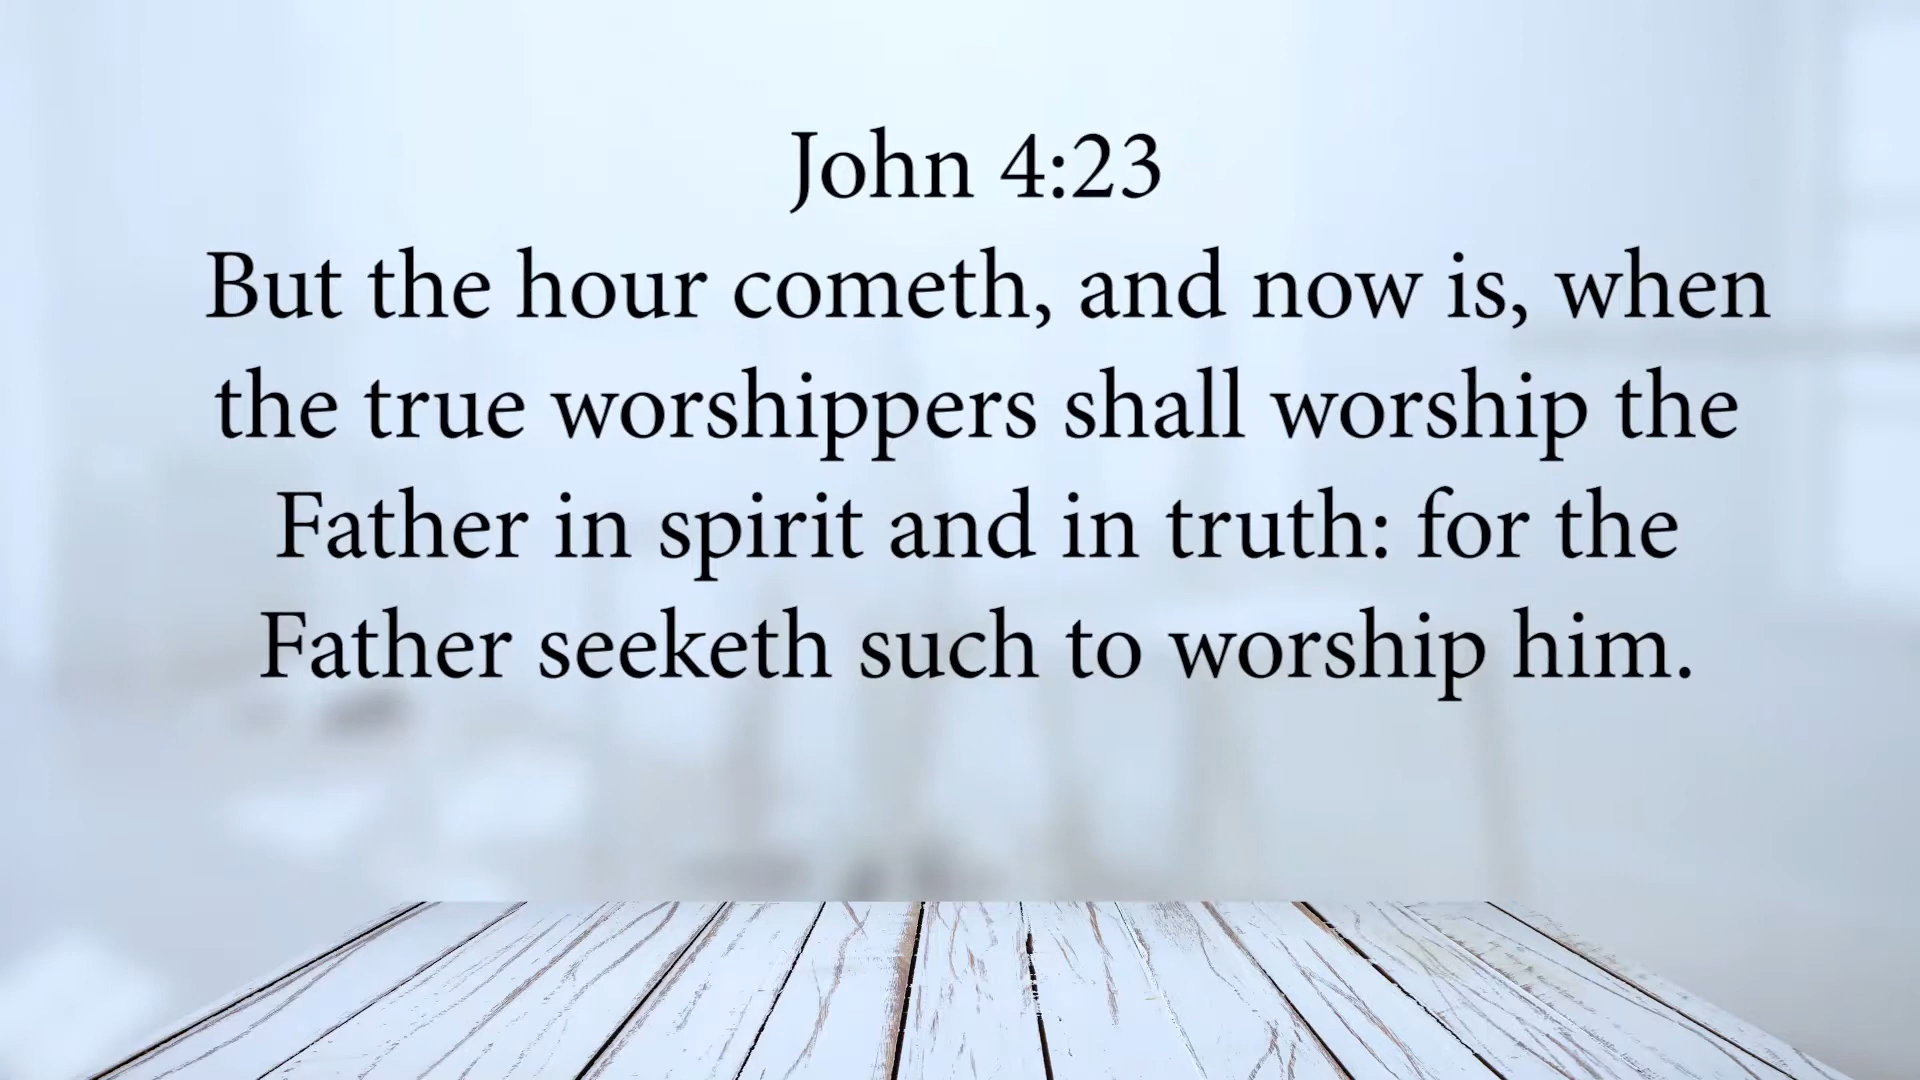 John 4:23
But the hour cometh, and now is, when
the true worshippers shall worship the
Father in spirit and in truth: for the
Father seeketh such to worship him.